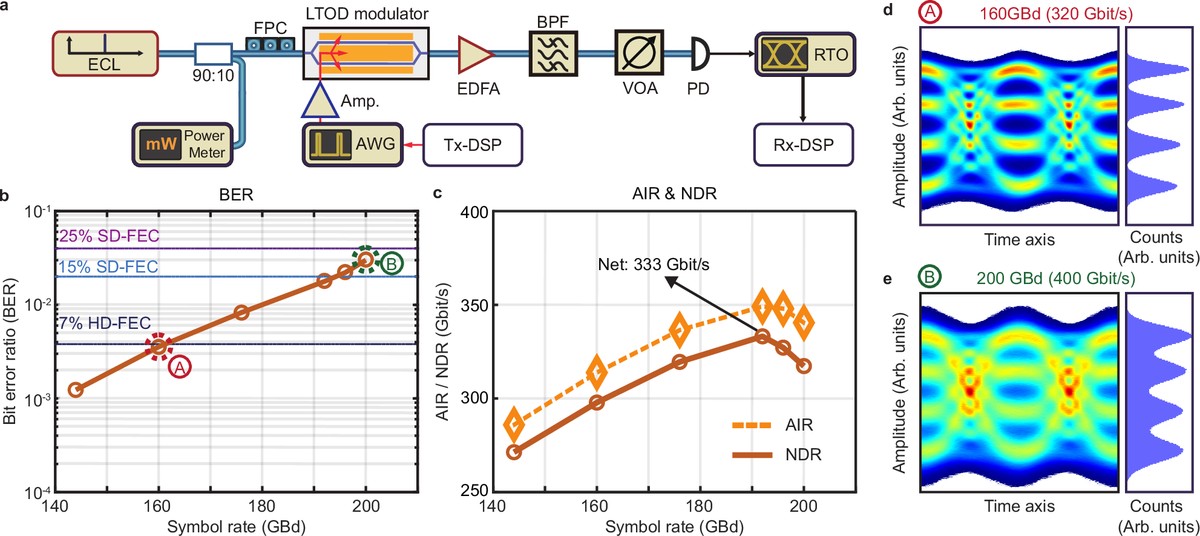 a
ECL
90:10
FPC
LTOD modulator
EDFA
BPF
VOA
PD
RTO
mW
Power
Meter
Amp.
AWG
Tx-DSP
Rx-DSP
b
BER
Bit error ratio (BER)
10-1
10-2
10-3
10-4
25% SD-FEC
15% SD-FEC
7% HD-FEC
A
B
140 160 180 200
Symbol rate (GBd)
c
AIR & NDR
AIR / NDR (Gbit/s)
400
350
300
250
Net: 333 Gbit/s
AIR
NDR
140 160 180 200
Symbol rate (GBd)
d
A
160GBd (320 Gbit/s)
Amplitude (Arb. units)
Time axis
Counts
(Arb. units)
e
B
200 GBd (400 Gbit/s)
Amplitude (Arb. units)
Time axis
Counts
(Arb. units)